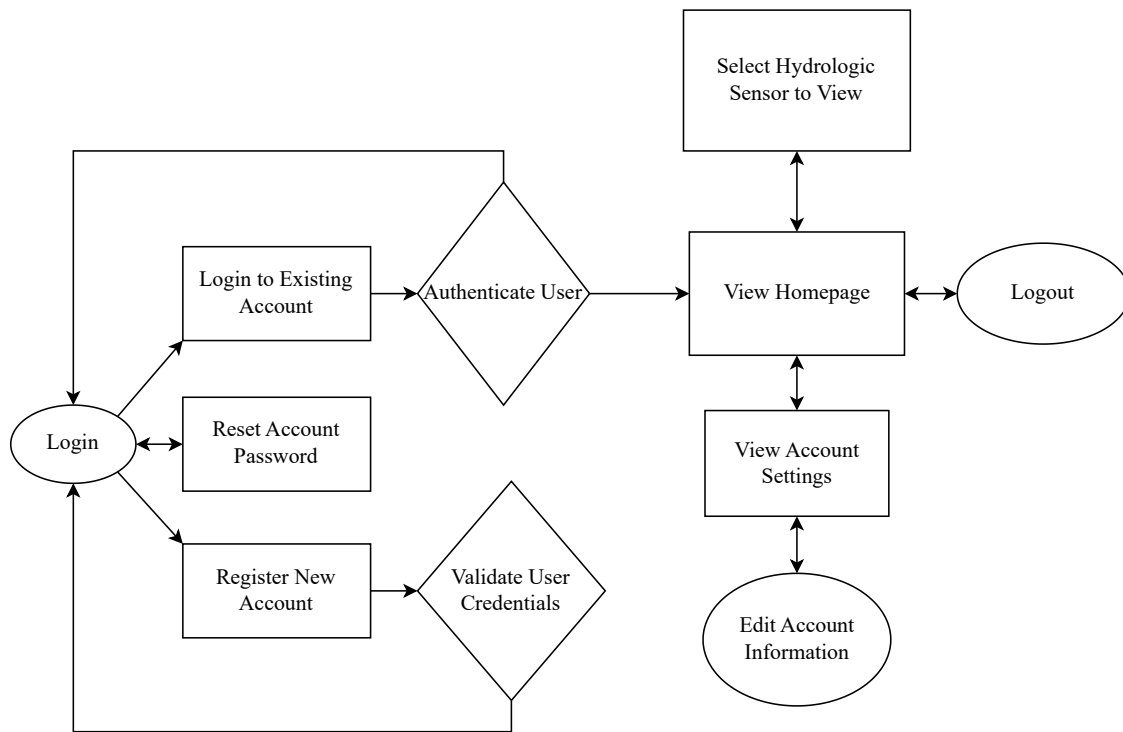 Select Hydrologic
Sensor to View
Login to Existing
Account
Authenticate User
View Homepage
Logout
Login
Reset Account
Password
View Account
Settings
Register New
Account
Validate User
Credentials
Edit Account
Information